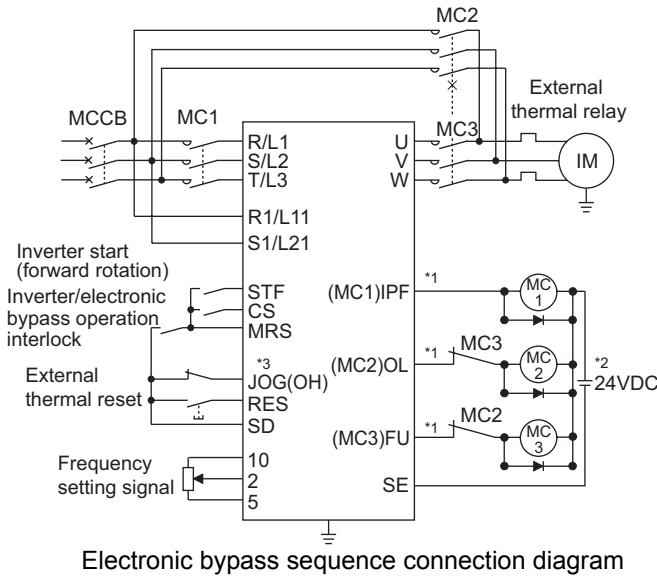 MC2
External
thermal relay
MCCB
MC1
R/L1
S/L2
T/L3
U
V
W
MC3
IM
R1/L11
S1/L21
Inverter start
(forward rotation)
Inverter/electronic
bypass operation
interlock
STF
CS
MRS
*3
JOG(OH)
External
thermal reset
RES
SD
Frequency
setting signal
10
2
5
(MC1)IPF
*1
MC
1
(MC2)OL
*1
MC3
MC
2
*2
24VDC
(MC3)FU
*1
MC2
MC
3
SE
Electronic bypass sequence connection diagram